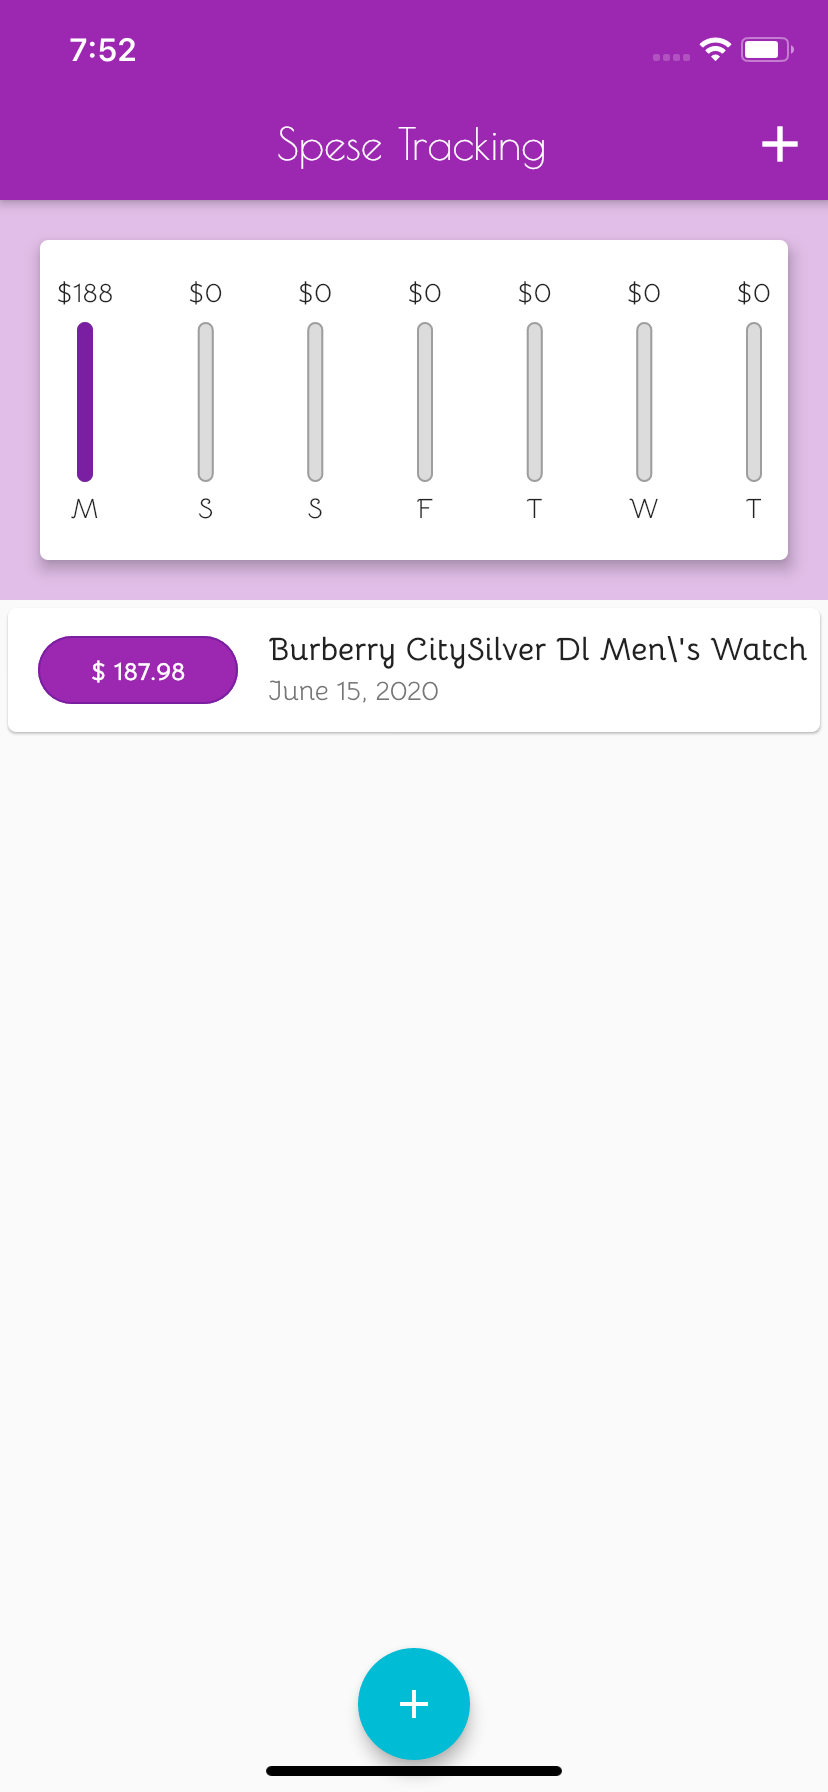 7:52
Spese Tracking
$188 $0 $0 $0 $0 $0 $0
M S S F T W T
$ 187.98
Burberry CitySilver Dl Men\'s Watch
June 15, 2020